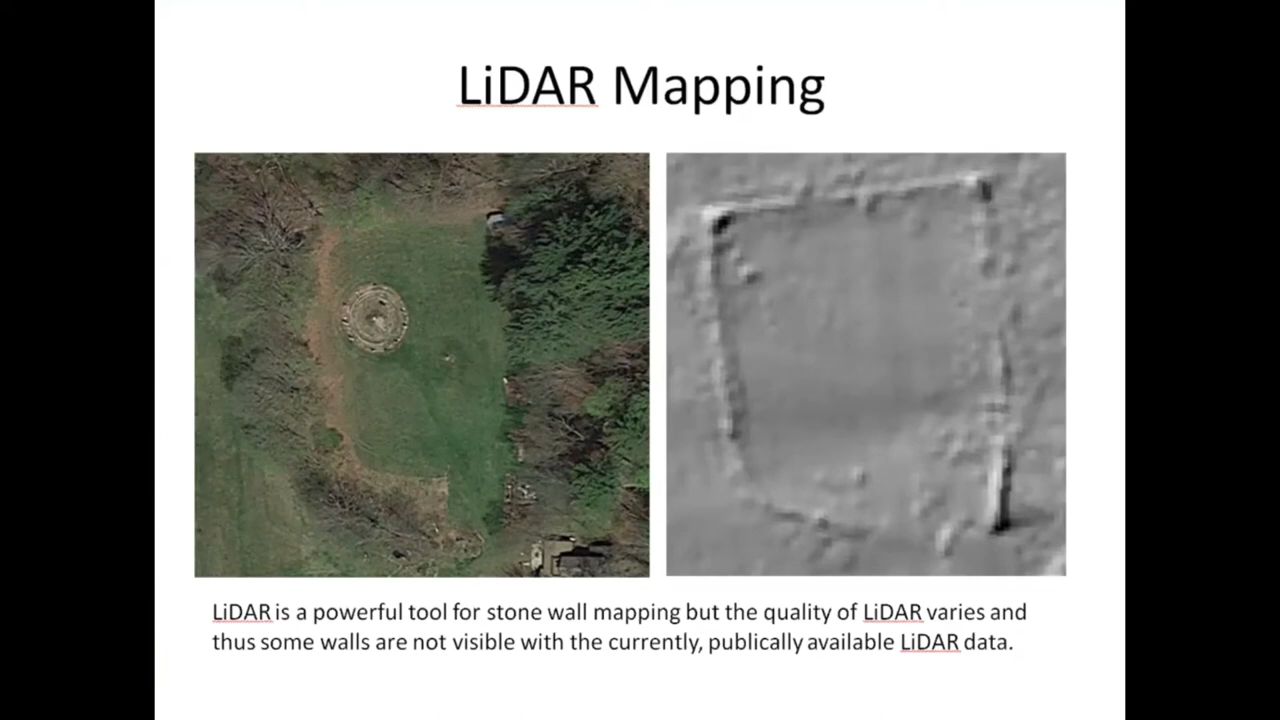 LiDAR Mapping
LiDAR is a powerful tool for stone wall mapping but the quality of LiDAR varies and
thus some walls are not visible with the currently, publically available LiDAR data.